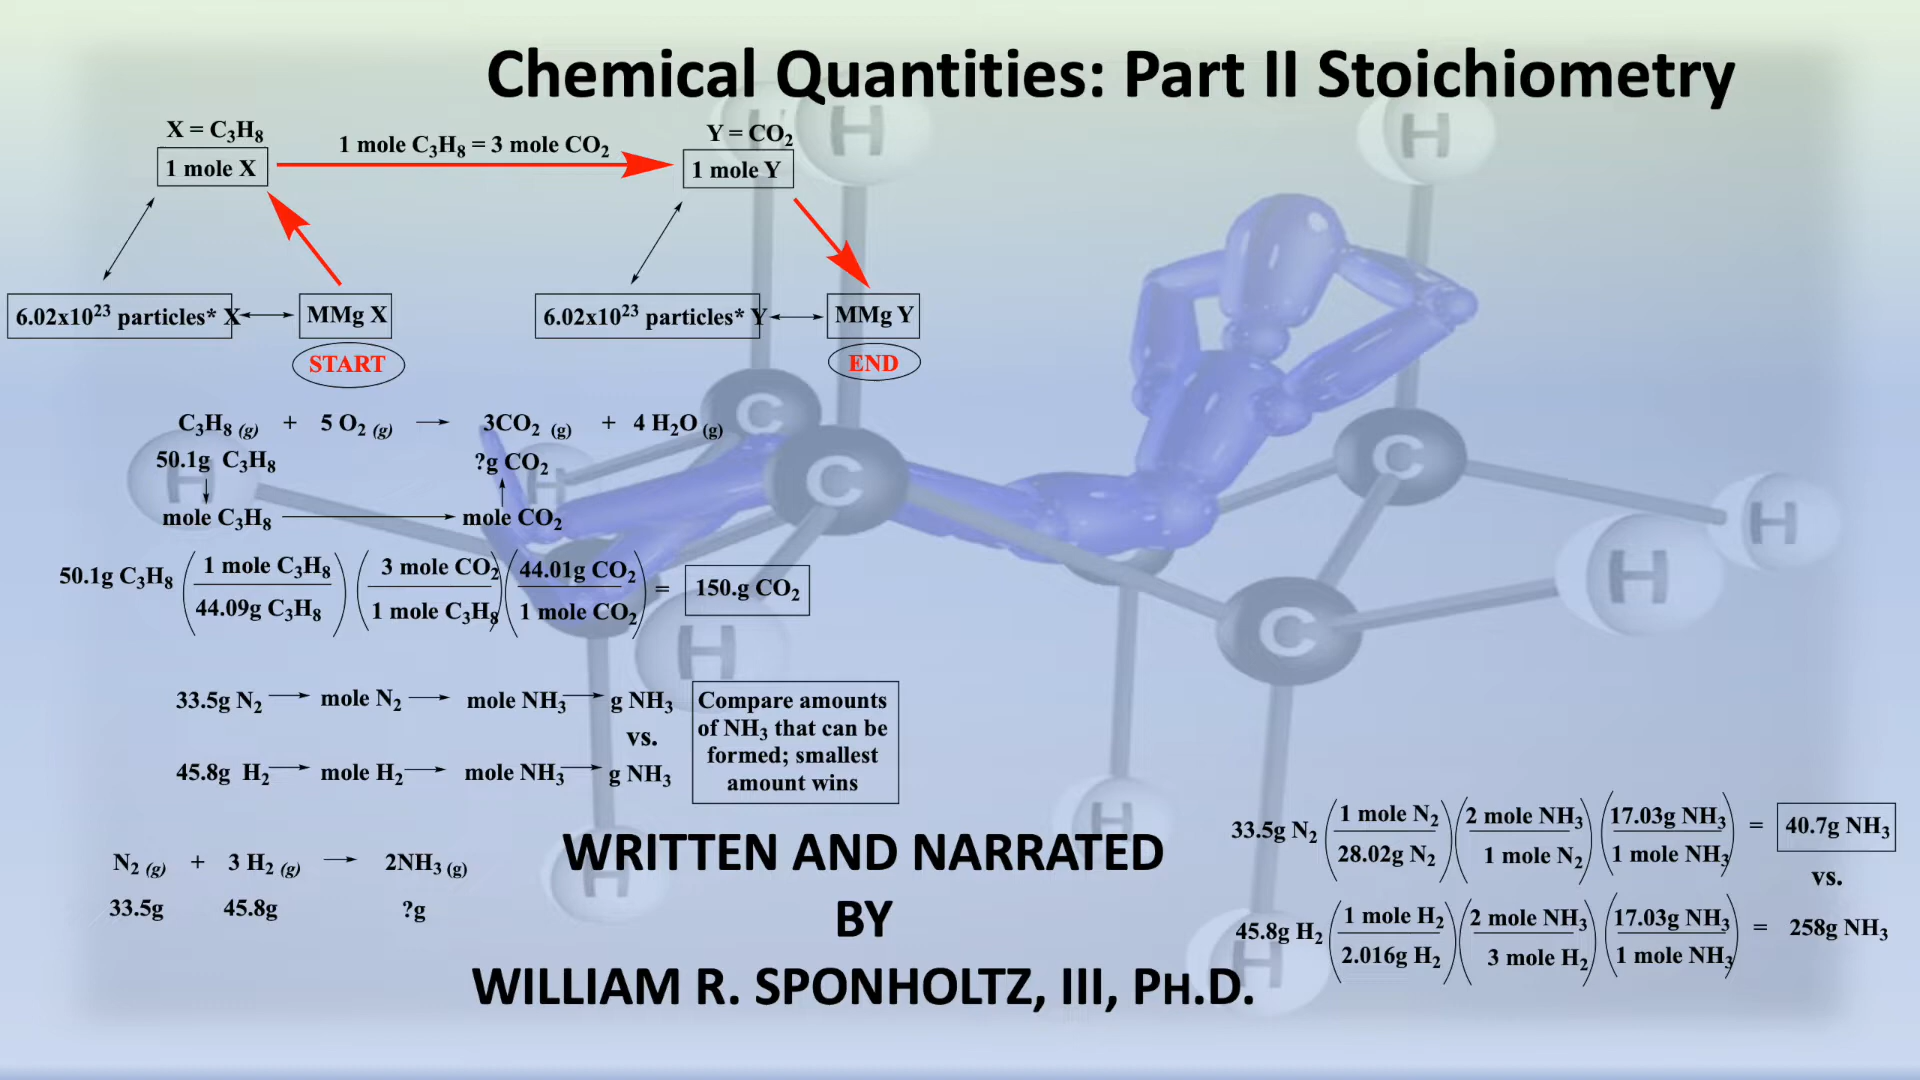 Chemical Quantities: Part II Stoichiometry
X = C₃H₈
1 mole C₃H₈ = 3 mole CO₂
Y = CO₂
1 mole X
1 mole Y
6.02x10²³ particles* X
MMg X
6.02x10²³ particles* Y
MMg Y
START
END
C₃H₈ (g) + 5 O₂ (g) → 3CO₂ (g) + 4 H₂O (g)
50.1g C₃H₈
?g CO₂
mole C₃H₈ → mole CO₂
50.1g C₃H₈ (1 mole C₃H₈ / 44.09g C₃H₈) (3 mole CO₂ / 1 mole C₃H₈) (44.01g CO₂ / 1 mole CO₂) = 150.g CO₂
33.5g N₂ → mole N₂ → mole NH₃ → g NH₃
vs.
45.8g H₂ → mole H₂ → mole NH₃ → g NH₃
Compare amounts
of NH₃ that can be
formed; smallest
amount wins
N₂ (g) + 3 H₂ (g) → 2NH₃ (g)
33.5g 45.8g ?g
WRITTEN AND NARRATED
BY
WILLIAM R. SPONHOLTZ, III, PH.D.
33.5g N₂ (1 mole N₂ / 28.02g N₂) (2 mole NH₃ / 1 mole N₂) (17.03g NH₃ / 1 mole NH₃) = 40.7g NH₃
vs.
45.8g H₂ (1 mole H₂ / 2.016g H₂) (2 mole NH₃ / 3 mole H₂) (17.03g NH₃ / 1 mole NH₃) = 258g NH₃
H
H
H
C
C
C
C
H
H
H
H
H
H
H
H